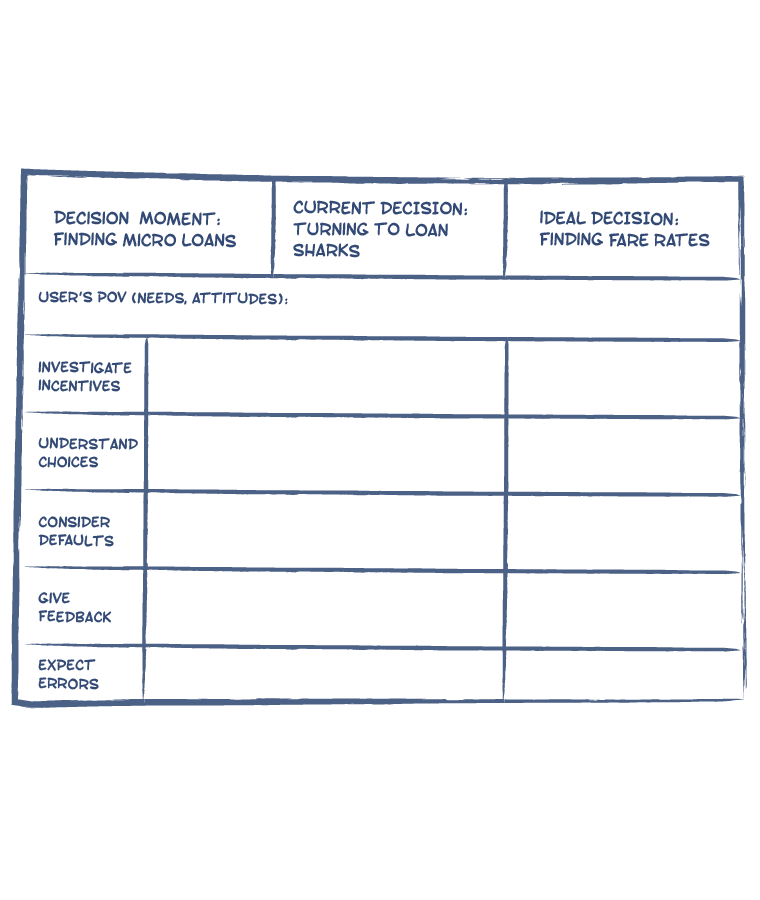 DECISION MOMENT:
FINDING MICRO LOANS
CURRENT DECISION:
TURNING TO LOAN
SHARKS
IDEAL DECISION:
FINDING FARE RATES
USER'S POV (NEEDS, ATTITUDES):
INVESTIGATE
INCENTIVES
UNDERSTAND
CHOICES
CONSIDER
DEFAULTS
GIVE
FEEDBACK
EXPECT
ERRORS